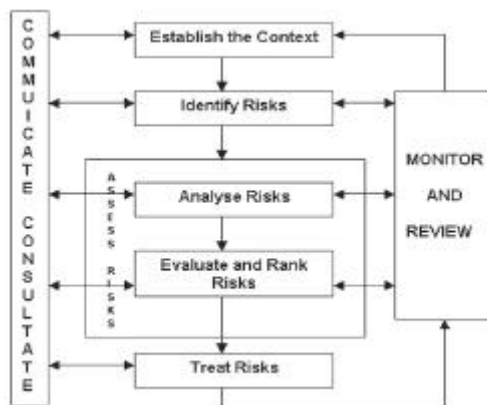 COMMUICATE CONSULTATE
Establish the Context
Identify Risks
ASSESS RISKS
Analyse Risks
Evaluate and Rank
Risks
Treat Risks
MONITOR
AND
REVIEW